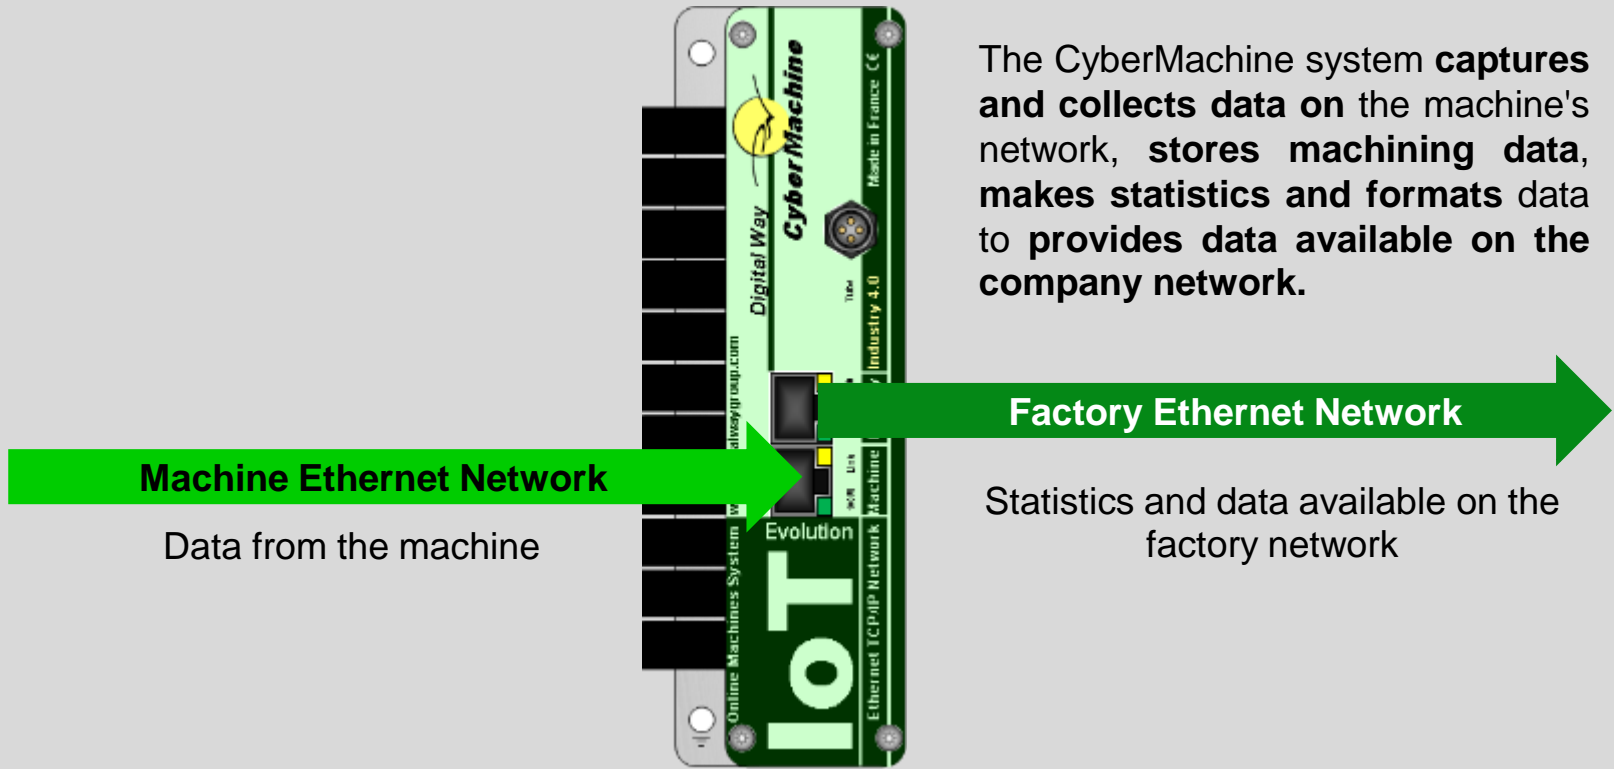 The CyberMachine system captures
and collects data on the machine's
network, stores machining data,
makes statistics and formats data
to provides data available on the
company network.
Factory Ethernet Network
Statistics and data available on the
factory network
Machine Ethernet Network
Data from the machine
CyberMachine
Digital Way
Made in France CE
Tube
Industry 4.0
Link
Machine
Evolution
IoT
Online Machines System
Ethernet TCP/IP Network